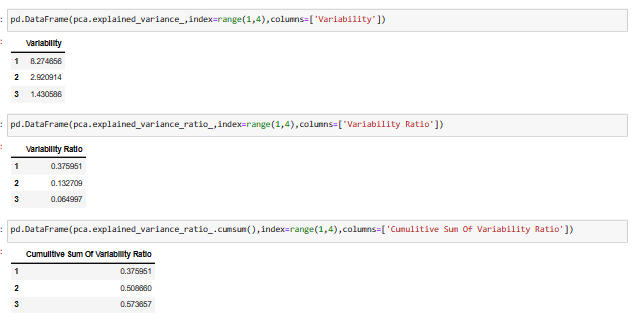 : pd.DataFrame(pca.explained_variance_,index=range(1,4),columns=['Variability'])
:
Variability
1 8.274656
2 2.920914
3 1.430586
: pd.DataFrame(pca.explained_variance_ratio_,index=range(1,4),columns=['Variability Ratio'])
:
Variability Ratio
1 0.375951
2 0.132709
3 0.064997
: pd.DataFrame(pca.explained_variance_ratio_.cumsum(),index=range(1,4),columns=['Cumulitive Sum Of Variability Ratio'])
:
Cumulitive Sum Of Variability Ratio
1 0.375951
2 0.508660
3 0.573657